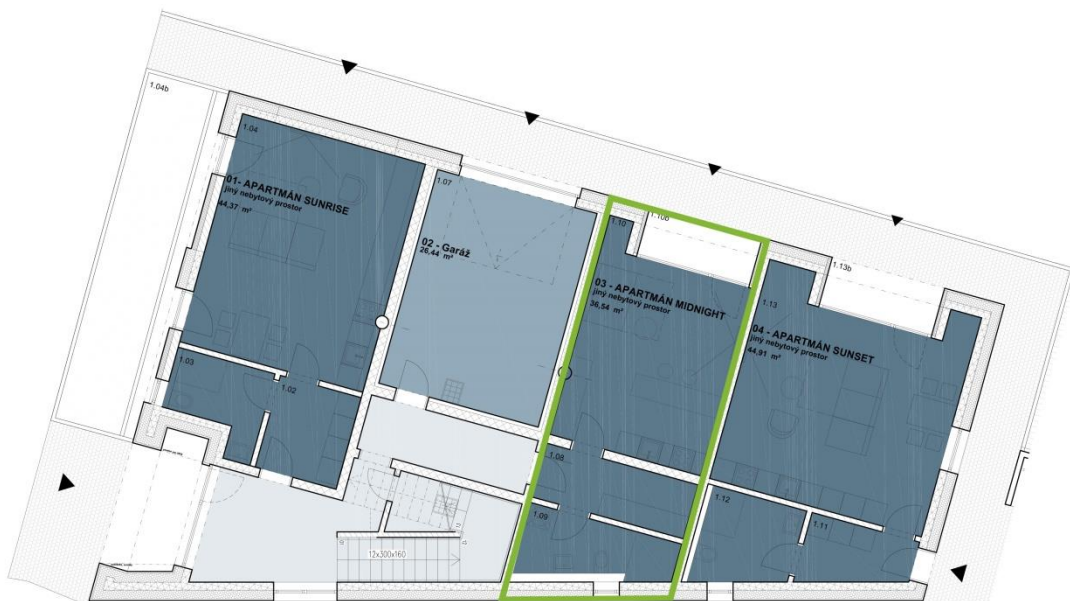 1.04b
1.04
01- APARTMÁN SUNRISE
jiný nebytový prostor
44,37 m²
1.03
1.02
1.07
02 - Garáž
26,44 m²
1.10
1.10b
03 - APARTMÁN MIDNIGHT
jiný nebytový prostor
36,54 m²
1.08
1.09
1.13b
1.13
04 - APARTMÁN SUNSET
jiný nebytový prostor
44,91 m²
1.12
1.11
12x300x160